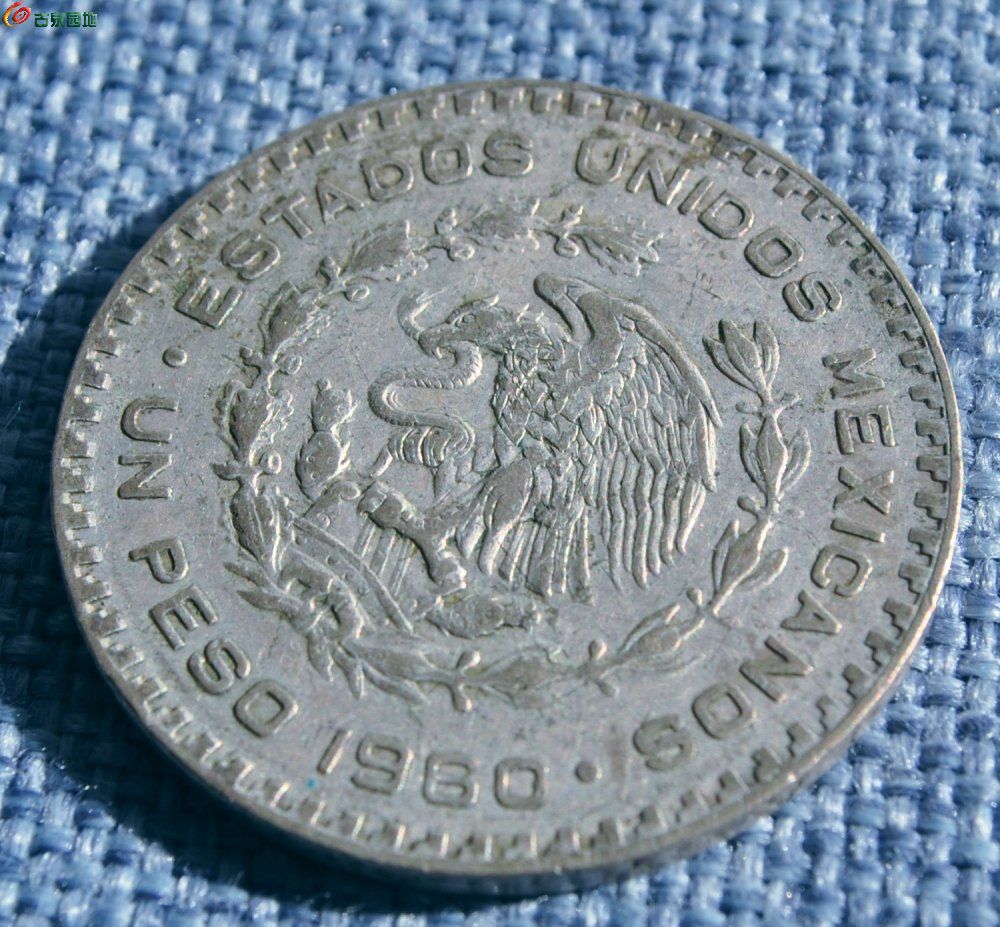 古泉园地
ESTADOS UNIDOS MEXICANOS
UN PESO 1960